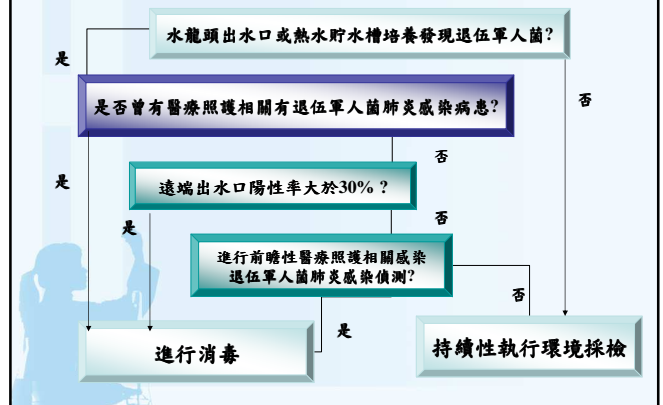 水龍頭出水口或熱水貯水槽培養發現退伍軍人菌?
是
否
是否曾有醫療照護相關有退伍軍人菌肺炎感染病患?
否
是
遠端出水口陽性率大於30% ?
否
是
進行前瞻性醫療照護相關感染
退伍軍人菌肺炎感染偵測?
否
是
進行消毒
持續性執行環境採檢